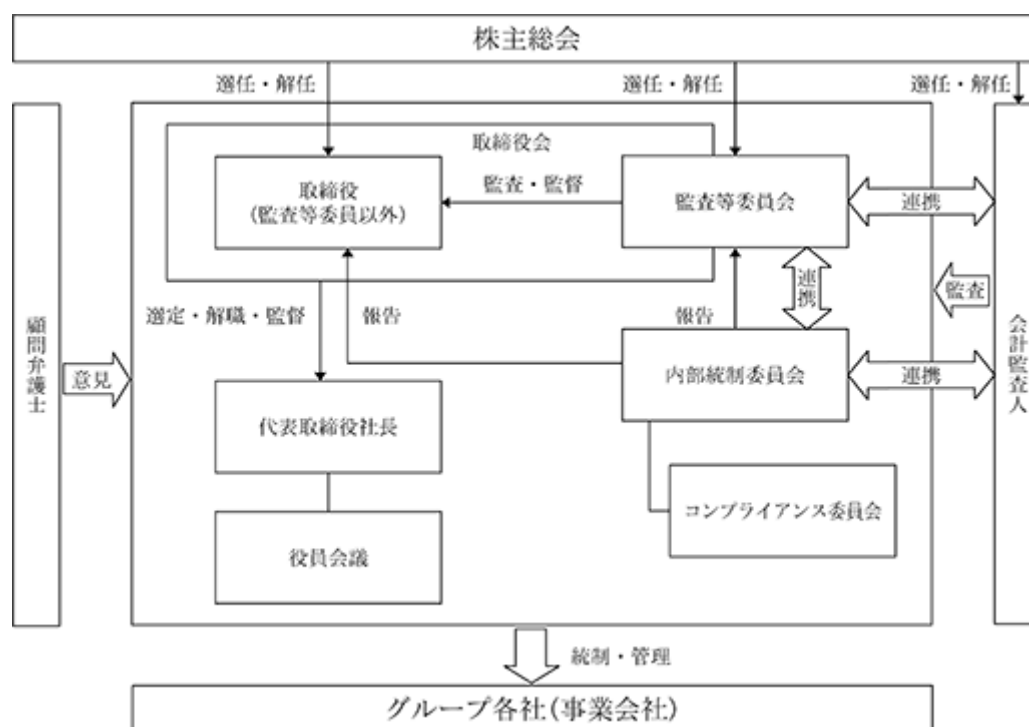 株主総会
選任・解任
選任・解任
選任・解任
取締役会
取締役
(監査等委員以外)
監査・監督
監査等委員会
連携
連携
監査
選定・解職・監督
報告
報告
顧問弁護士
意見
会計監査人
代表取締役社長
内部統制委員会
連携
コンプライアンス委員会
役員会議
統制・管理
グループ各社(事業会社)